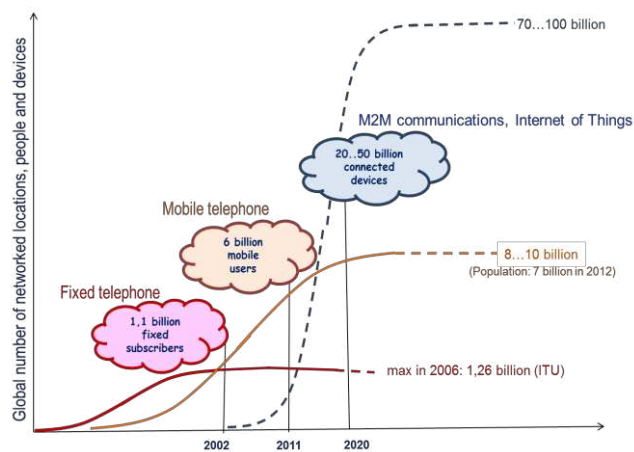 Global number of networked locations, people and devices
70...100 billion
M2M communications, Internet of Things
20..50 billion
connected
devices
Mobile telephone
6 billion
mobile
users
8...10 billion
(Population: 7 billion in 2012)
Fixed telephone
1,1 billion
fixed
subscribers
max in 2006: 1,26 billion (ITU)
2002
2011
2020